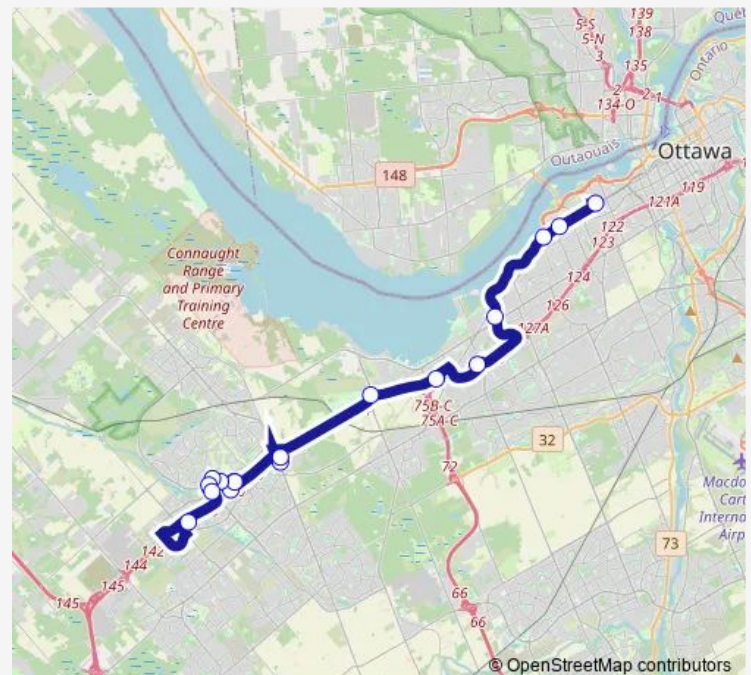 5-S
5-N
3
139
138
135
2
2-1
134-O
Ontario
Outaouais
148
Ottawa
119
121A
122
123
124
126
127A
Connaught
Range
and Primary
Training
Centre
75B-C
75A-C
32
72
73
142
144
145
145
66
66
© OpenStreetMap contributors